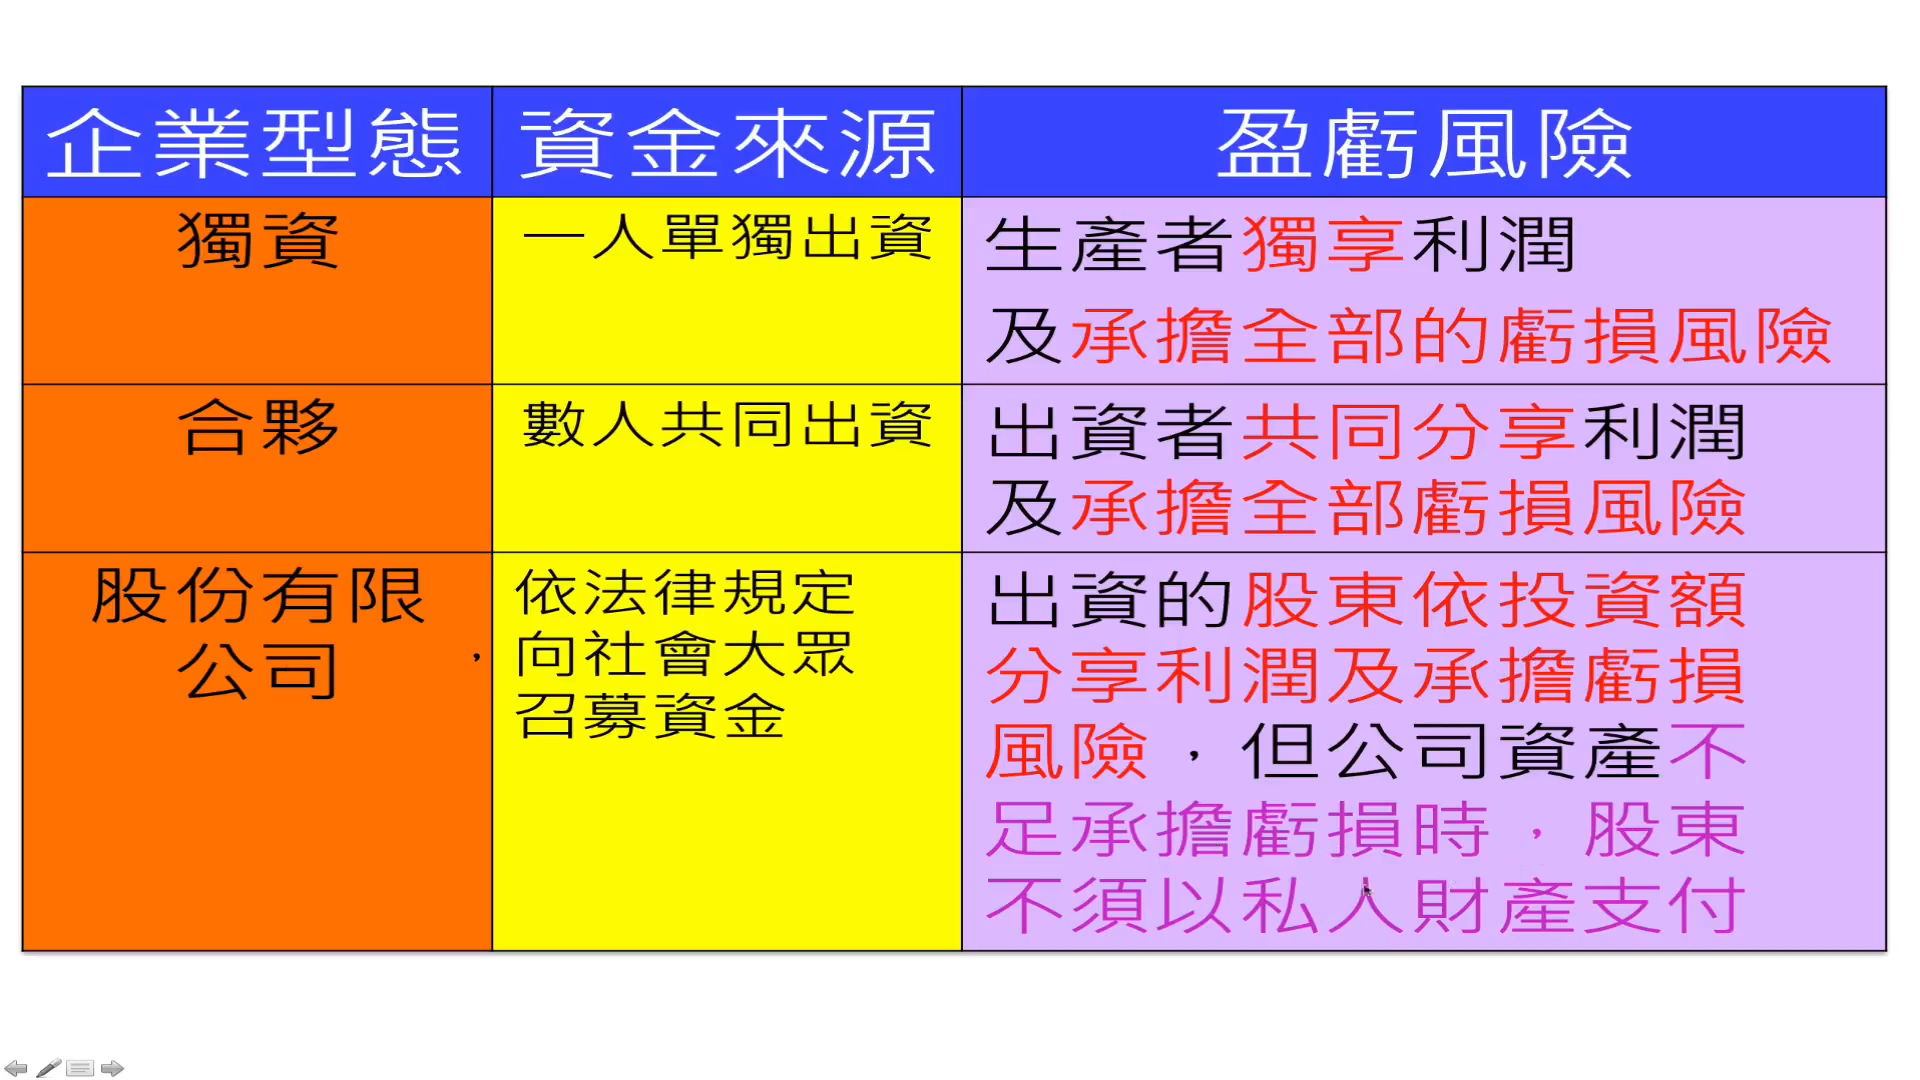 企業型態
資金來源
盈虧風險
獨資
一人單獨出資
生產者獨享利潤
及承擔全部的虧損風險
合夥
數人共同出資
出資者共同分享利潤
及承擔全部虧損風險
股份有限
公司
，
依法律規定
向社會大眾
召募資金
出資的股東依投資額
分享利潤及承擔虧損
風險，但公司資產不
足承擔虧損時，股東
不須以私人財產支付